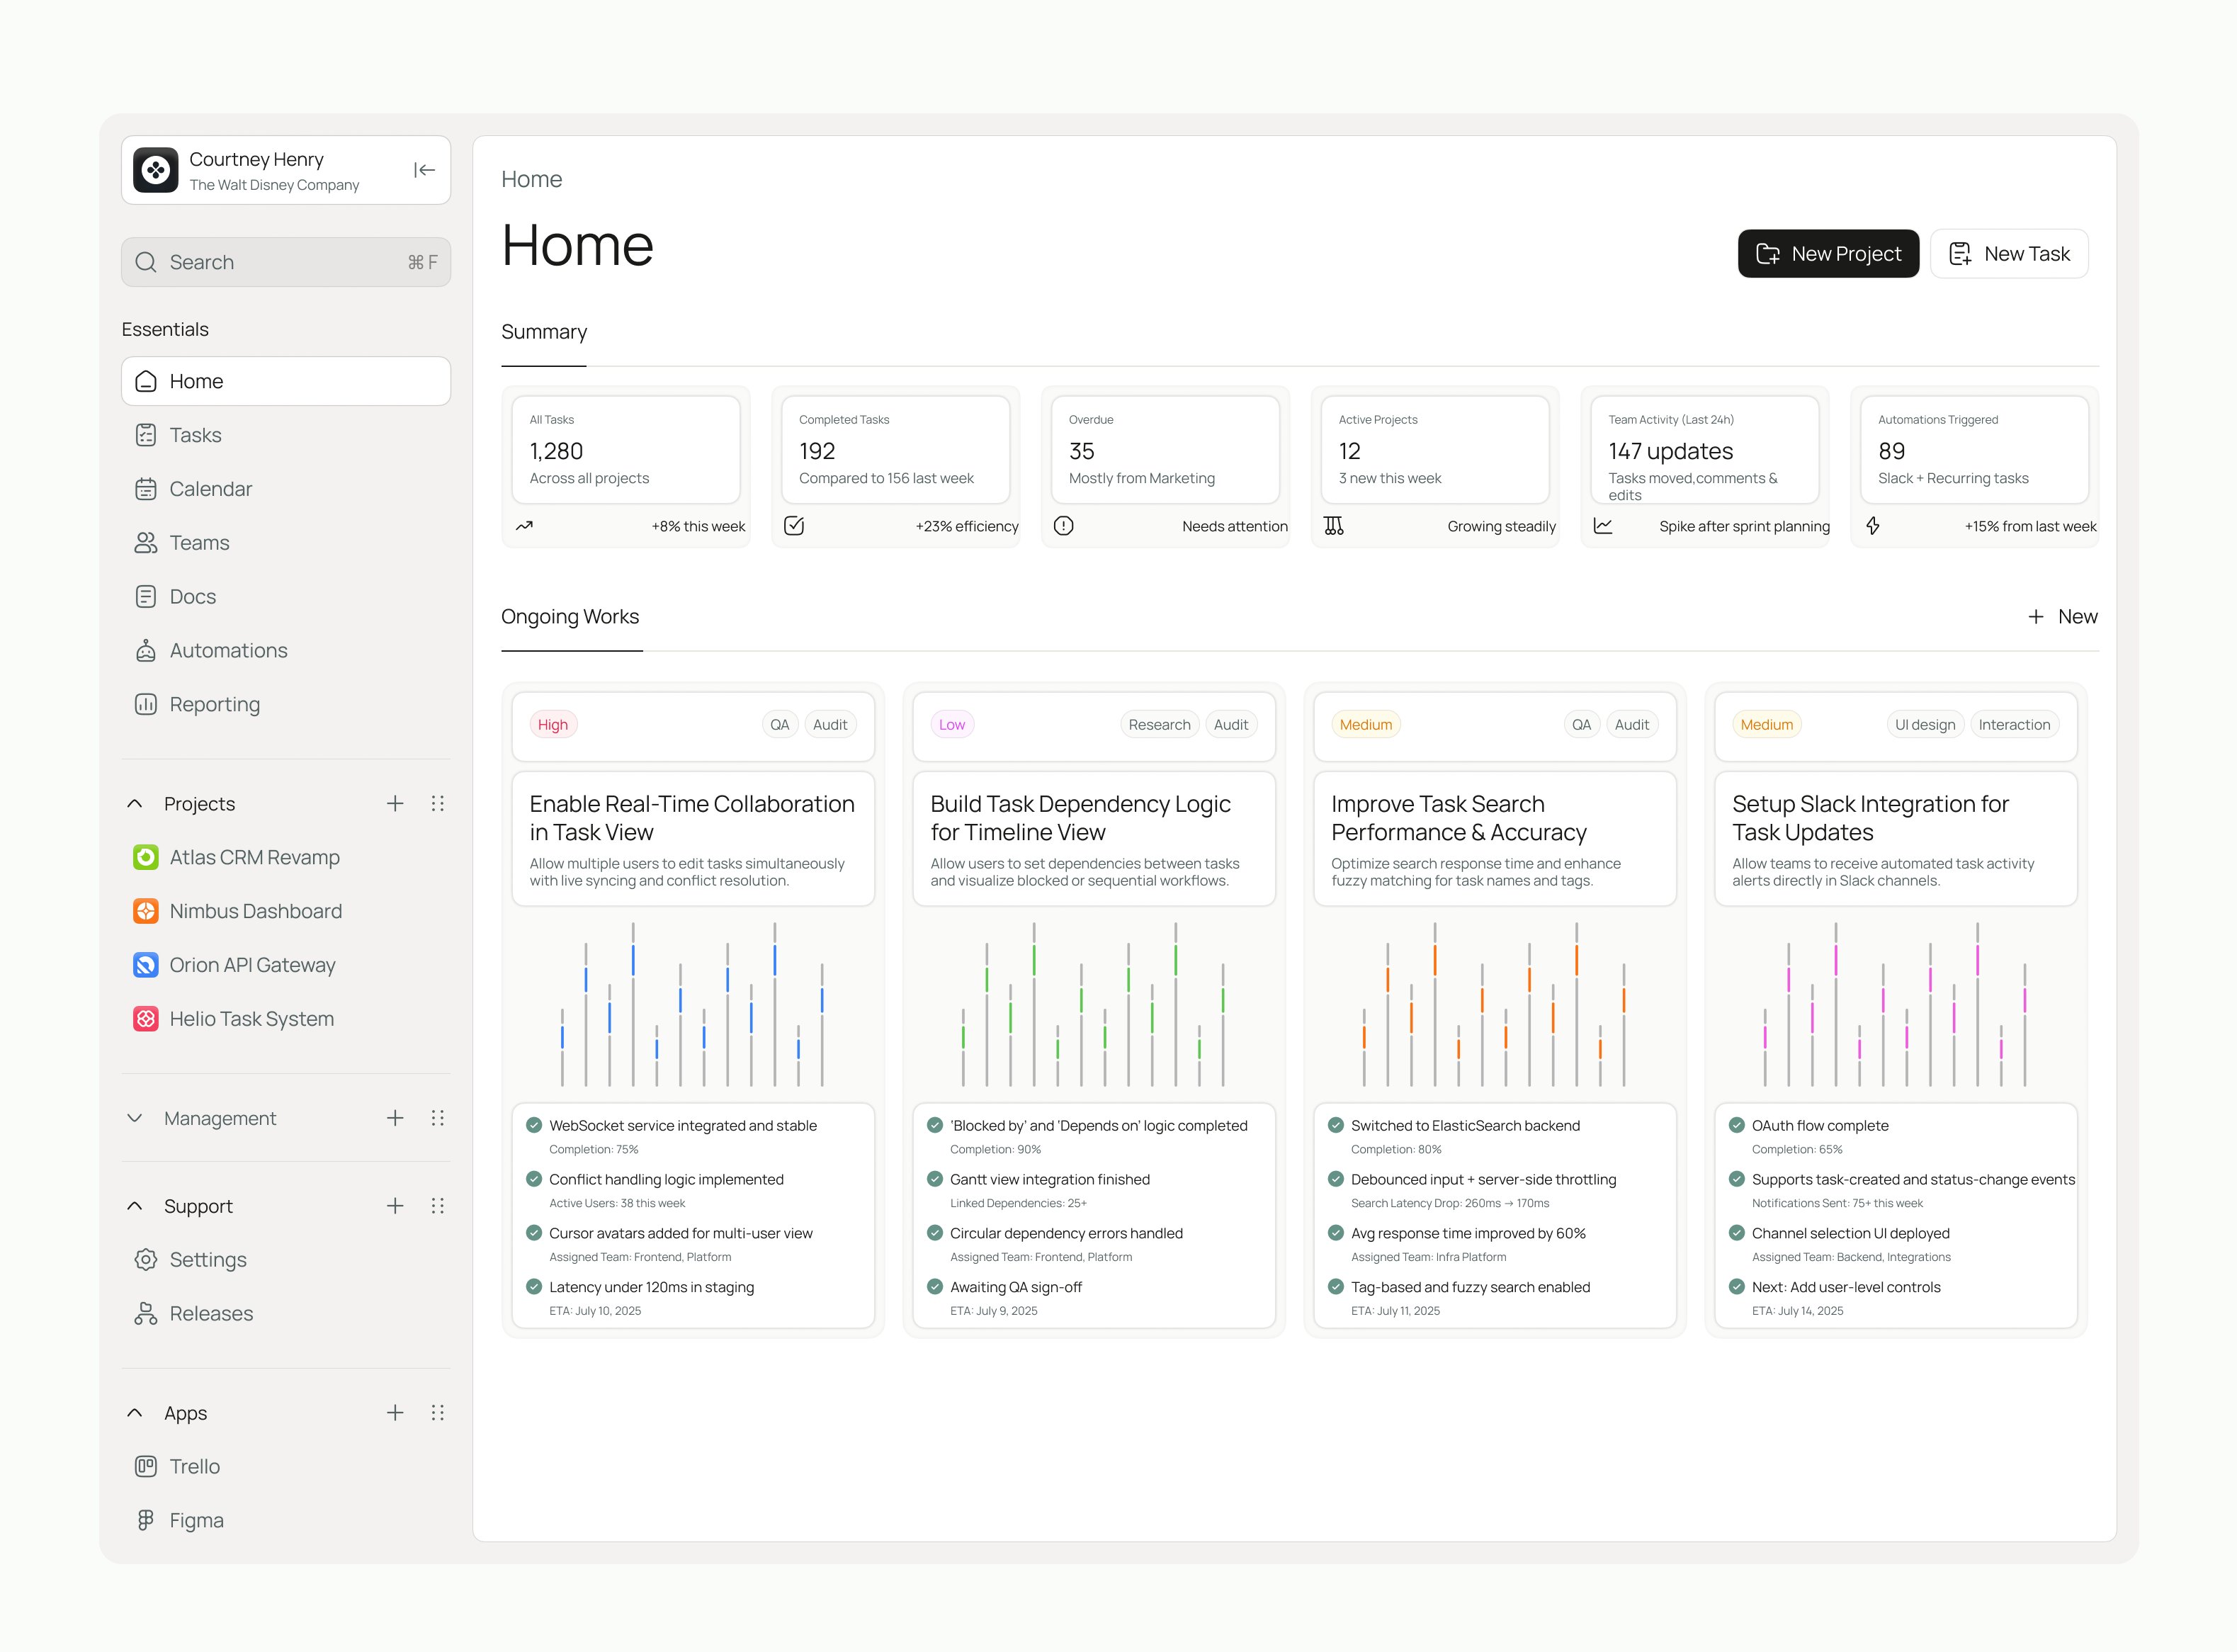 Courtney Henry
The Walt Disney Company
Search
⌘ F
Essentials
Home
Tasks
Calendar
Teams
Docs
Automations
Reporting
Projects
Atlas CRM Revamp
Nimbus Dashboard
Orion API Gateway
Helio Task System
Management
Support
Settings
Releases
Apps
Trello
Figma
Home
Home
New Project
New Task
Summary
All Tasks
1,280
Across all projects
+8% this week
Completed Tasks
192
Compared to 156 last week
+23% efficiency
Overdue
35
Mostly from Marketing
Needs attention
Active Projects
12
3 new this week
Growing steadily
Team Activity (Last 24h)
147 updates
Tasks moved,comments &
edits
Spike after sprint planning
Automations Triggered
89
Slack + Recurring tasks
+15% from last week
Ongoing Works
+ New
High
QA
Audit
Enable Real-Time Collaboration
in Task View
Allow multiple users to edit tasks simultaneously
with live syncing and conflict resolution.
WebSocket service integrated and stable
Completion: 75%
Conflict handling logic implemented
Active Users: 38 this week
Cursor avatars added for multi-user view
Assigned Team: Frontend, Platform
Latency under 120ms in staging
ETA: July 10, 2025
Low
Research
Audit
Build Task Dependency Logic
for Timeline View
Allow users to set dependencies between tasks
and visualize blocked or sequential workflows.
‘Blocked by’ and ‘Depends on’ logic completed
Completion: 90%
Gantt view integration finished
Linked Dependencies: 25+
Circular dependency errors handled
Assigned Team: Frontend, Platform
Awaiting QA sign-off
ETA: July 9, 2025
Medium
QA
Audit
Improve Task Search
Performance & Accuracy
Optimize search response time and enhance
fuzzy matching for task names and tags.
Switched to ElasticSearch backend
Completion: 80%
Debounced input + server-side throttling
Search Latency Drop: 260ms → 170ms
Avg response time improved by 60%
Assigned Team: Infra Platform
Tag-based and fuzzy search enabled
ETA: July 11, 2025
Medium
UI design
Interaction
Setup Slack Integration for
Task Updates
Allow teams to receive automated task activity
alerts directly in Slack channels.
OAuth flow complete
Completion: 65%
Supports task-created and status-change events
Notifications Sent: 75+ this week
Channel selection UI deployed
Assigned Team: Backend, Integrations
Next: Add user-level controls
ETA: July 14, 2025